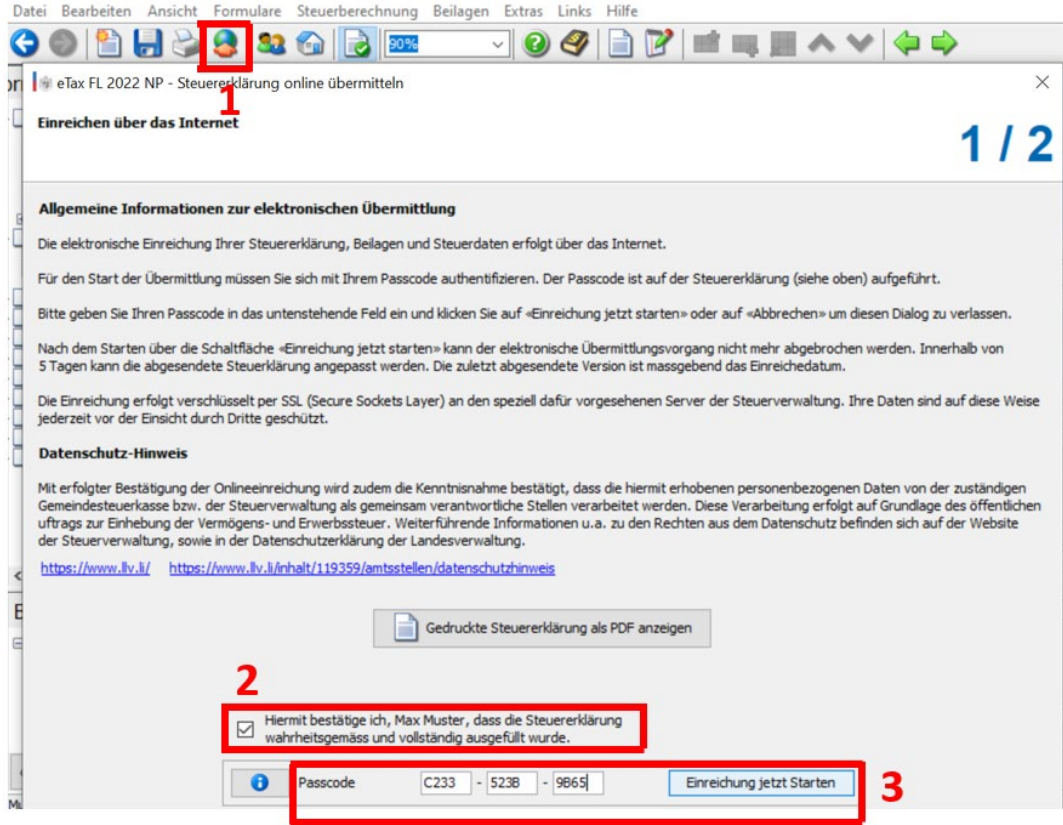 Datei Bearbeiten Ansicht Formulare Steuerberechnung Beilagen Extras Links Hilfe
90%
eTax FL 2022 NP - Steuererklärung online übermitteln
1
Einreichen über das Internet
1 / 2
Allgemeine Informationen zur elektronischen Übermittlung
Die elektronische Einreichung Ihrer Steuererklärung, Beilagen und Steuerdaten erfolgt über das Internet.
Für den Start der Übermittlung müssen Sie sich mit Ihrem Passcode authentifizieren. Der Passcode ist auf der Steuererklärung (siehe oben) aufgeführt.
Bitte geben Sie Ihren Passcode in das untenstehende Feld ein und klicken Sie auf «Einreichung jetzt starten» oder auf «Abbrechen» um diesen Dialog zu verlassen.
Nach dem Starten über die Schaltfläche «Einreichung jetzt starten» kann der elektronische Übermittlungsvorgang nicht mehr abgebrochen werden. Innerhalb von
5 Tagen kann die abgesendete Steuerklärung angepasst werden. Die zuletzt abgesendete Version ist massgebend das Einreichedatum.
Die Einreichung erfolgt verschlüsselt per SSL (Secure Sockets Layer) an den speziell dafür vorgesehenen Server der Steuerverwaltung. Ihre Daten sind auf diese Weise
jederzeit vor der Einsicht durch Dritte geschützt.
Datenschutz-Hinweis
Mit erfolgter Bestätigung der Onlineeinreichung wird zudem die Kenntnisnahme bestätigt, dass die hiermit erhobenen personenbezogenen Daten von der zuständigen
Gemeindesteuerkasse bzw. der Steuerverwaltung als gemeinsam verantwortliche Stellen verarbeitet werden. Diese Verarbeitung erfolgt auf Grundlage des öffentlichen
uftrags zur Einhebung der Vermögens- und Erwerbssteuer. Weiterführende Informationen u.a. zu den Rechten aus dem Datenschutz befinden sich auf der Website
der Steuerverwaltung, sowie in der Datenschutzerklärung der Landesverwaltung.
https://www.llv.li/ https://www.llv.li/inhalt/119359/amtsstellen/datenschutzhinweis
Gedruckte Steuererklärung als PDF anzeigen
2
Hiermit bestätige ich, Max Muster, dass die Steuererklärung
wahrheitsgemäss und vollständig ausgefüllt wurde.
Passcode C233 - 523B - 9B65 Einreichung jetzt Starten 3